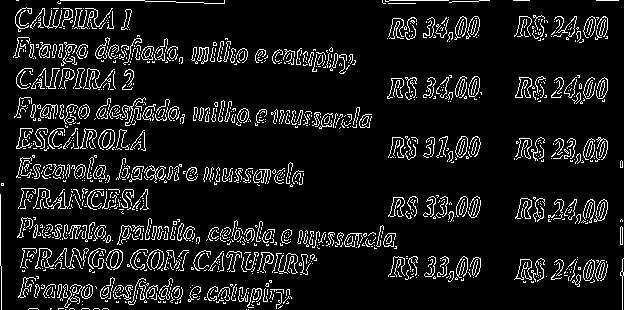 CAIPIRA 1 R$ 34,00 R$ 24,00
Frango desfiado, milho e catupiry
CAIPIRA 2 R$ 34,00 R$ 24,00
Frango desfiado, milho e mussarela
ESCAROLA R$ 31,00 R$ 23,00
Escarola, bacon e mussarela
FRANCESA R$ 33,00 R$ 24,00
Presunto, palmito, cebola e mussarela
FRANGO COM CATUPIRY R$ 33,00 R$ 24,00
Frango desfiado e catupiry